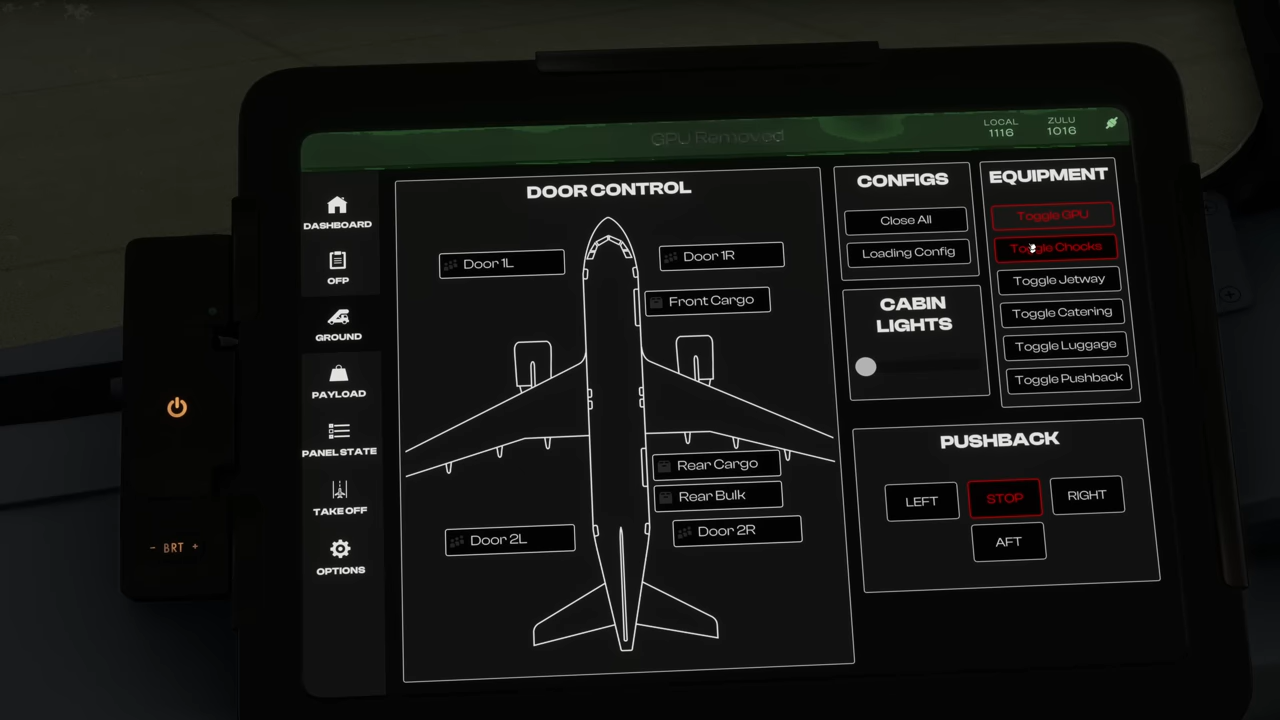 GPU Removed
LOCAL
1116
ZULU
1016
DASHBOARD
OFP
GROUND
PAYLOAD
PANEL STATE
TAKE OFF
OPTIONS
- BRT +
DOOR CONTROL
Door 1L
Door 1R
Front Cargo
Rear Cargo
Rear Bulk
Door 2L
Door 2R
CONFIGS
Close All
Loading Config
CABIN
LIGHTS
EQUIPMENT
Toggle GPU
Toggle Chocks
Toggle Jetway
Toggle Catering
Toggle Luggage
Toggle Pushback
PUSHBACK
LEFT
STOP
RIGHT
AFT